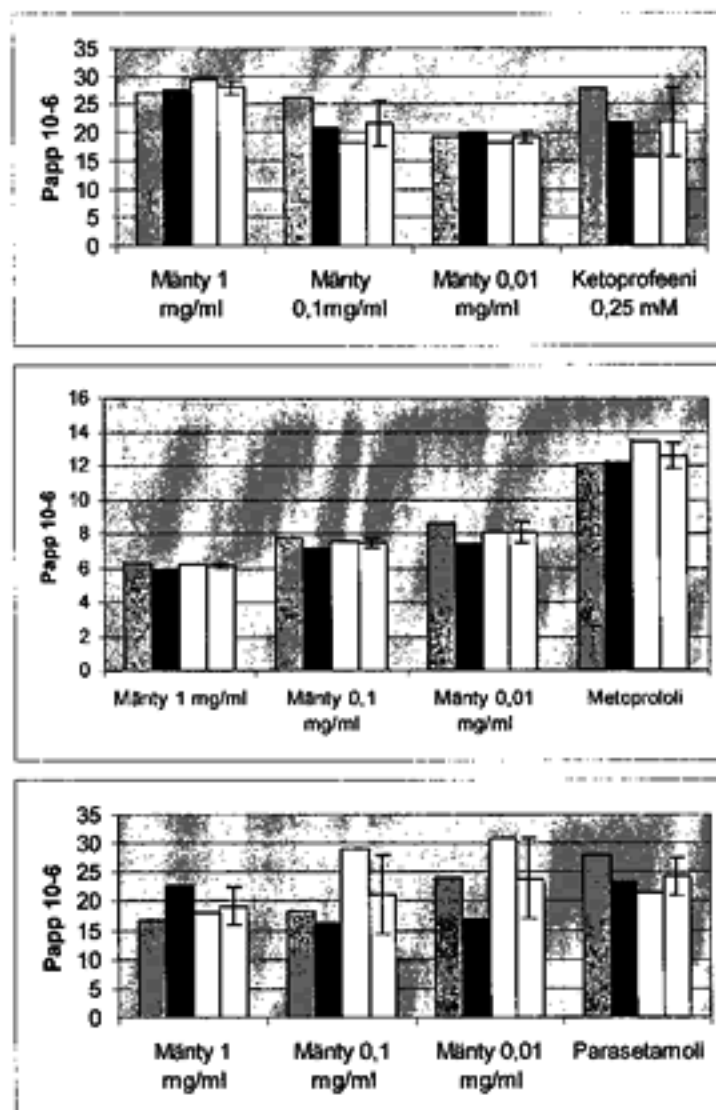 35
30
25
20
15
10
5
0
Papp 10-6
Mänty 1 mg/ml
Mänty 0,1mg/ml
Mänty 0,01 mg/ml
Ketoprofeeni 0,25 mM
16
14
12
10
8
6
4
2
0
Papp 10-6
Mänty 1 mg/ml
Mänty 0,1 mg/ml
Mänty 0,01 mg/ml
Metoprololi
35
30
25
20
15
10
5
0
Papp 10-6
Mänty 1 mg/ml
Mänty 0,1 mg/ml
Mänty 0,01 mg/ml
Parasetamoli